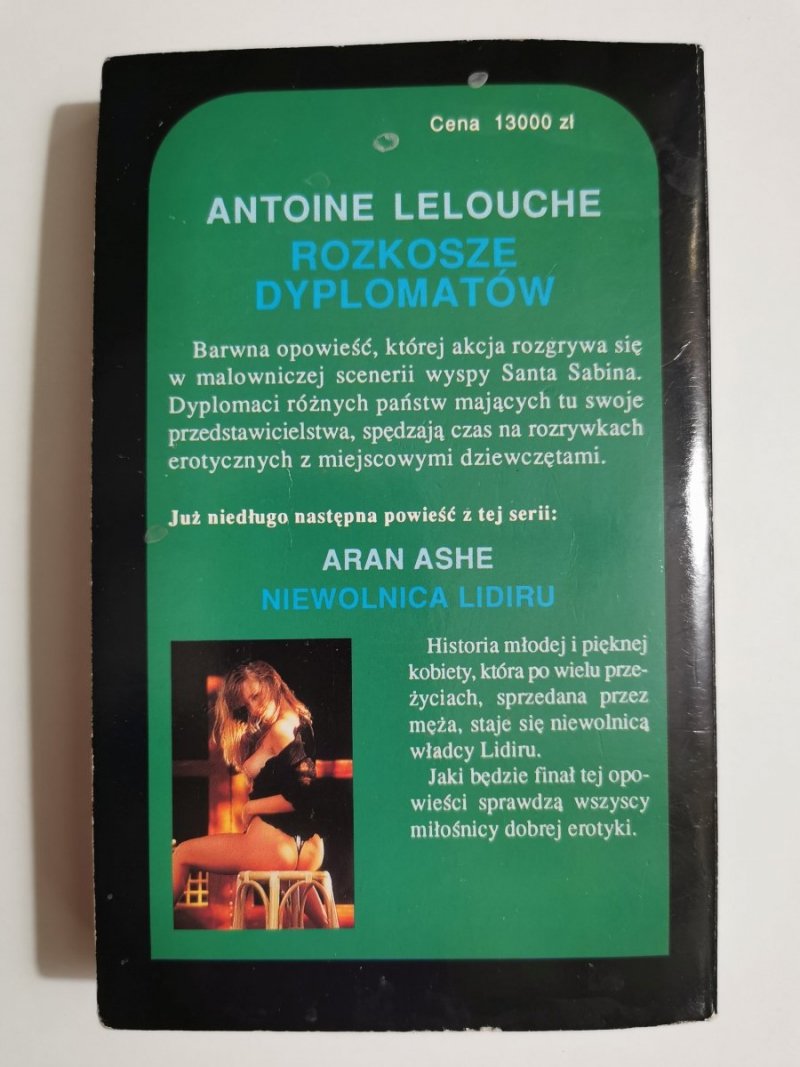 Cena 13000 zł
ANTOINE LELOUCHE
ROZKOSZE
DYPLOMATÓW
Barwna opowieść, której akcja rozgrywa się
w malowniczej scenerii wyspy Santa Sabina.
Dyplomaci różnych państw mających tu swoje
przedstawicielstwa, spędzają czas na rozrywkach
erotycznych z miejscowymi dziewczętami.
Już niedługo następna powieść z tej serii:
ARAN ASHE
NIEWOLNICA LIDIRU
Historia młodej i pięknej
kobiety, która po wielu prze-
życiach, sprzedana przez
męża, staje się niewolnicą
władcy Lidiru.
Jaki będzie finał tej opo-
wieści sprawdzą wszyscy
miłośnicy dobrej erotyki.